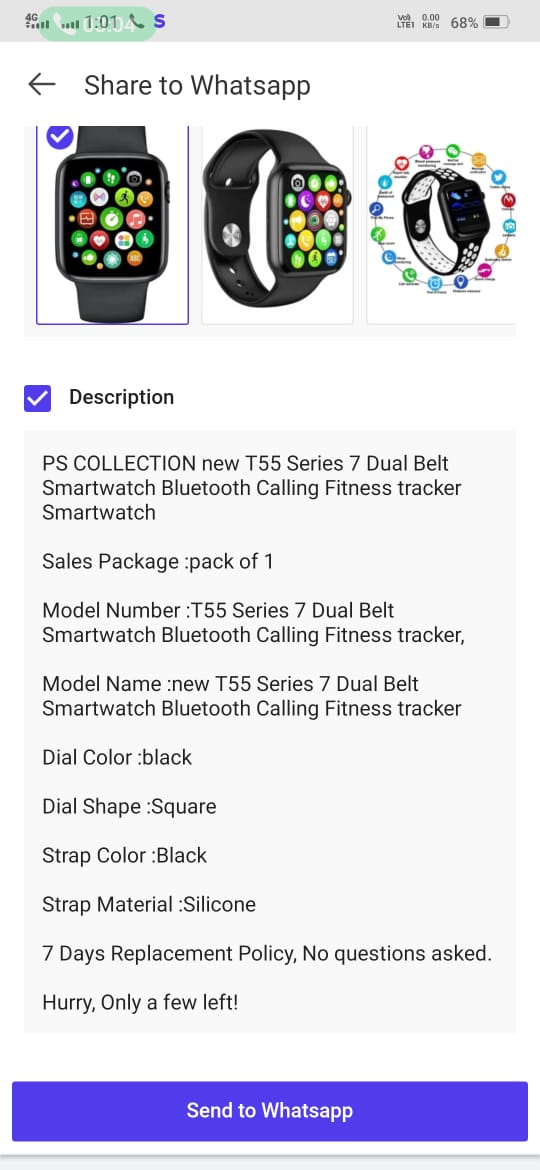 4G 1:01 03:04 S Vo) LTE1 0.00 KB/s 68%
Share to Whatsapp
Description
PS COLLECTION new T55 Series 7 Dual Belt
Smartwatch Bluetooth Calling Fitness tracker
Smartwatch
Sales Package :pack of 1
Model Number :T55 Series 7 Dual Belt
Smartwatch Bluetooth Calling Fitness tracker,
Model Name :new T55 Series 7 Dual Belt
Smartwatch Bluetooth Calling Fitness tracker
Dial Color :black
Dial Shape :Square
Strap Color :Black
Strap Material :Silicone
7 Days Replacement Policy, No questions asked.
Hurry, Only a few left!
Send to Whatsapp